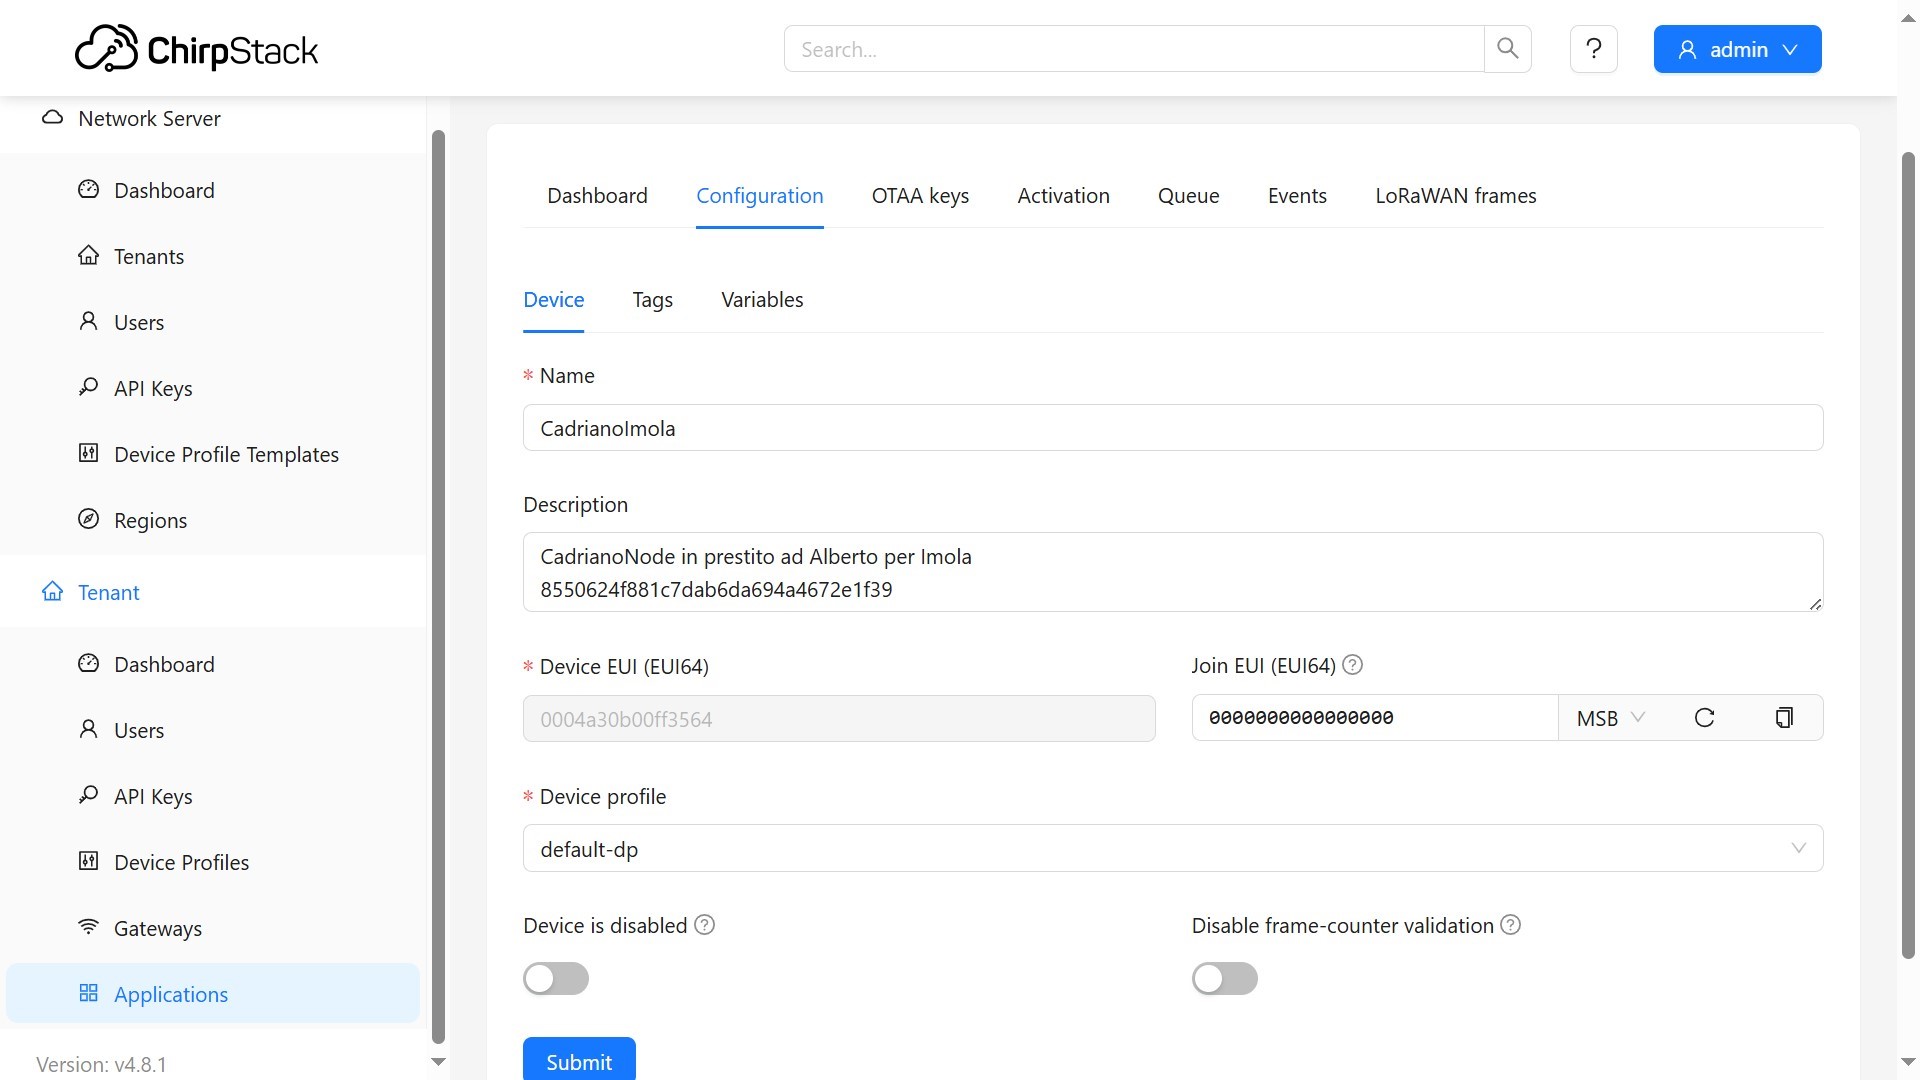 ChirpStack
Search...
?
admin
Network Server
Dashboard
Tenants
Users
API Keys
Device Profile Templates
Regions
Tenant
Dashboard
Users
API Keys
Device Profiles
Gateways
Applications
Version: v4.8.1
Dashboard Configuration OTAA keys Activation Queue Events LoRaWAN frames
Device Tags Variables
* Name
CadrianoImola
Description
CadrianoNode in prestito ad Alberto per Imola
8550624f881c7dab6da694a4672e1f39
* Device EUI (EUI64)
0004a30b00ff3564
Join EUI (EUI64) ?
0000000000000000 MSB
* Device profile
default-dp
Device is disabled ?
Disable frame-counter validation ?
Submit